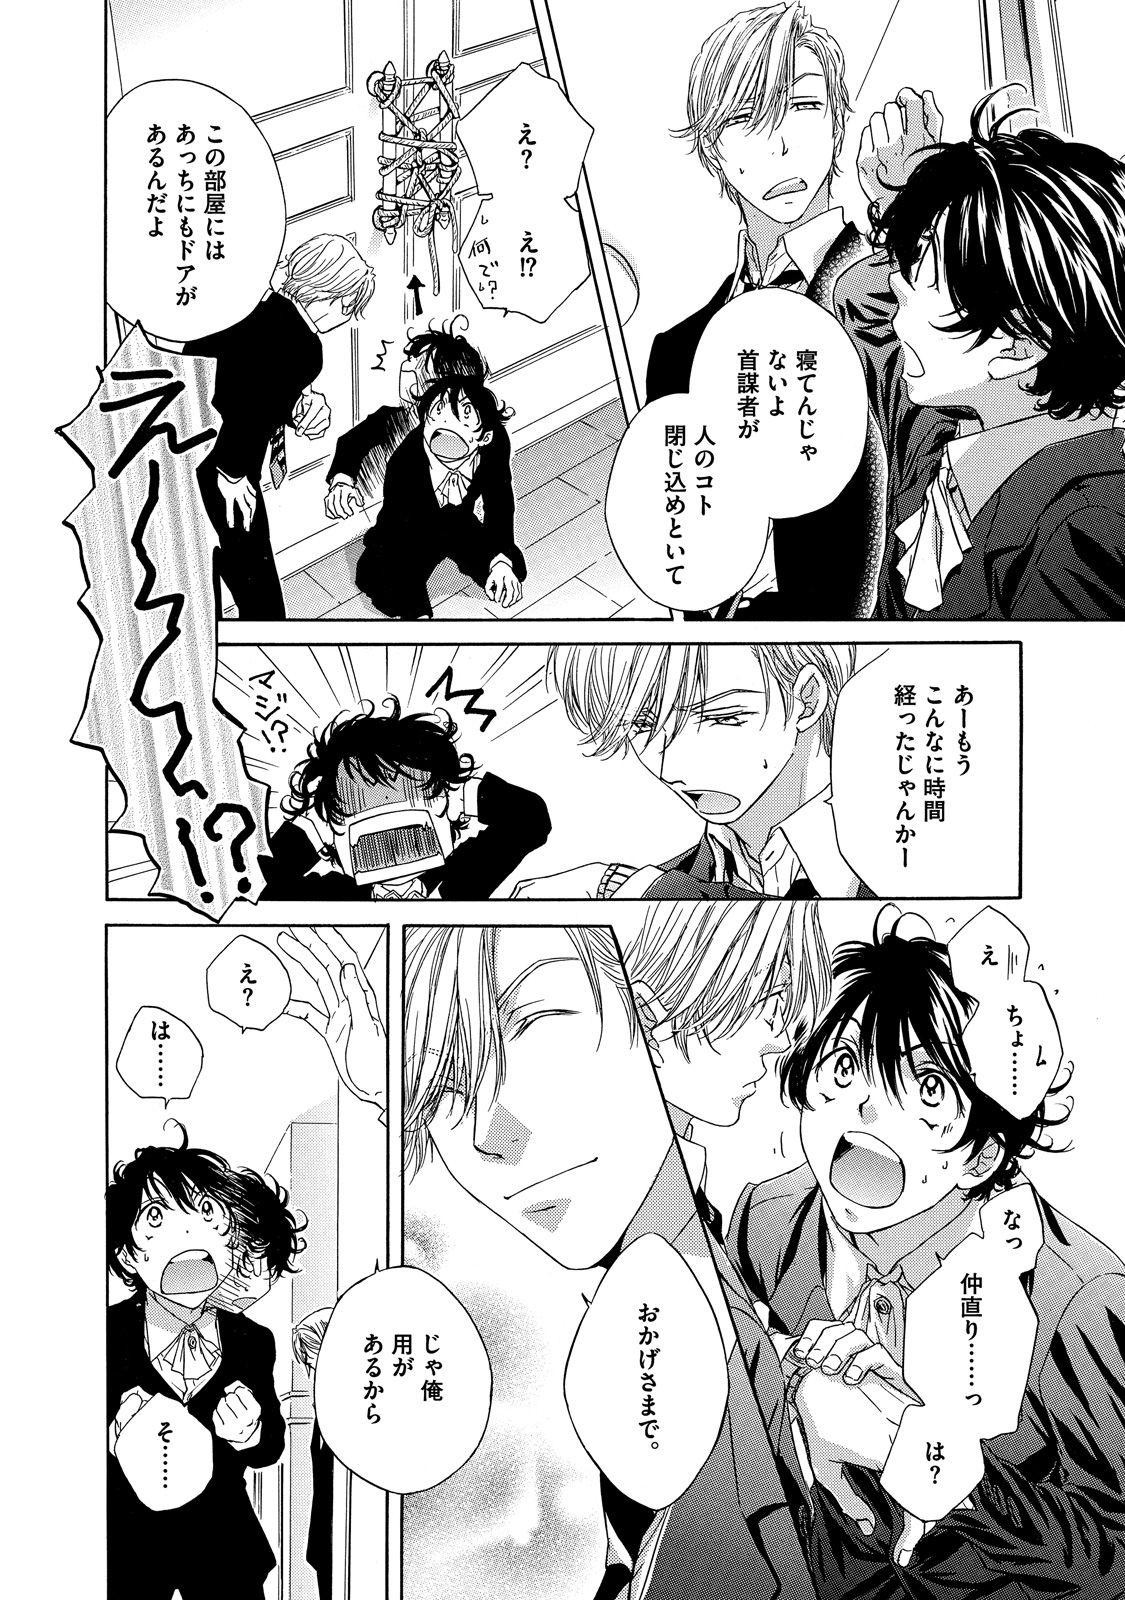 寝てんじゃ
ないよ
首謀者が
人のコト
閉じ込めといて
え？
え!?
何で!?
この部屋には
あっちにもドアが
あるんだよ
えー〜〜〜〜〜!?
あーもう
こんなに時間
経ったじゃんかー
マジ!?
え
ちょ……
なっ
仲直り……っ
は？
おかげさまで。
じゃ俺
用が
あるから
え？
は……
そ……